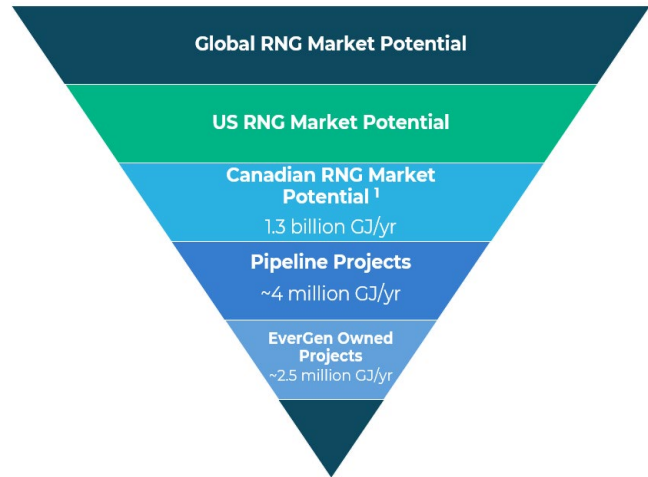 Global RNG Market Potential
US RNG Market Potential
Canadian RNG Market
Potential ¹
1.3 billion GJ/yr
Pipeline Projects
~4 million GJ/yr
EverGen Owned
Projects
~2.5 million GJ/yr